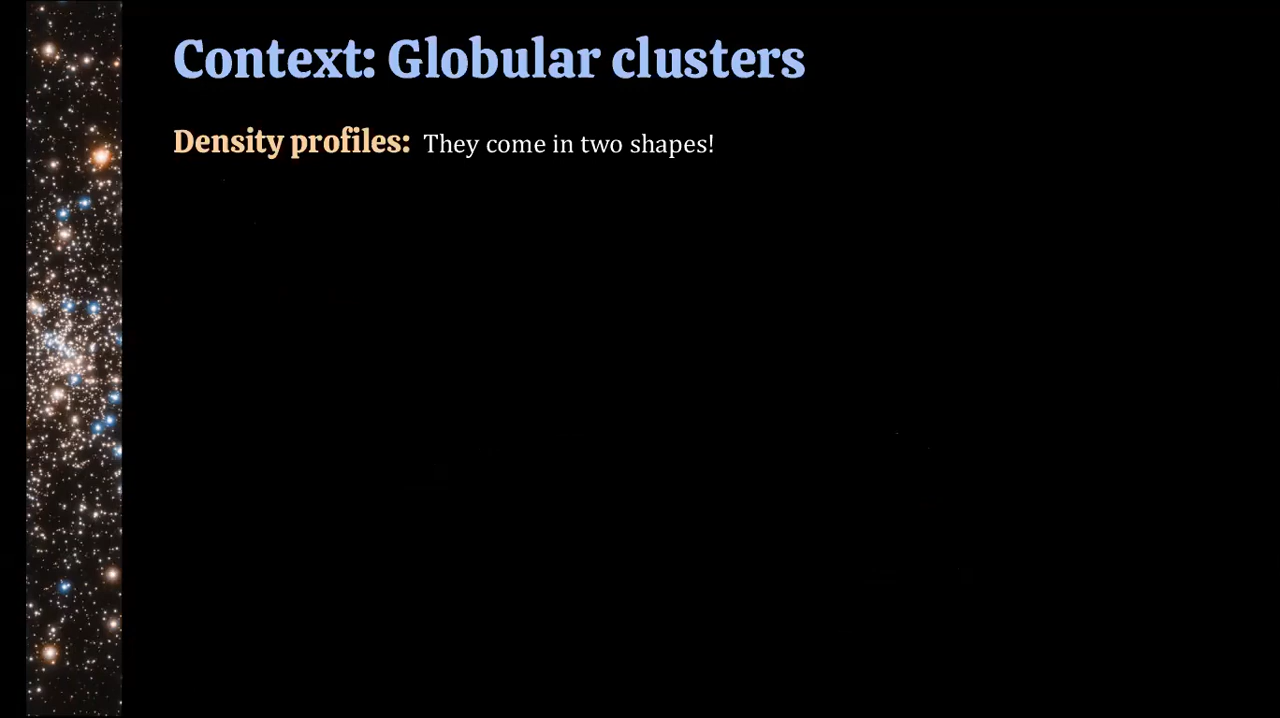 Context: Globular clusters
Density profiles: They come in two shapes!